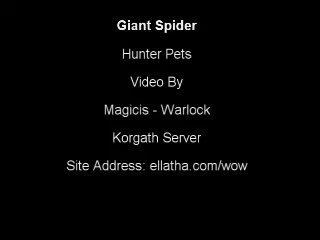 Giant Spider
Hunter Pets
Video By
Magicis - Warlock
Korgath Server
Site Address: ellatha.com/wow